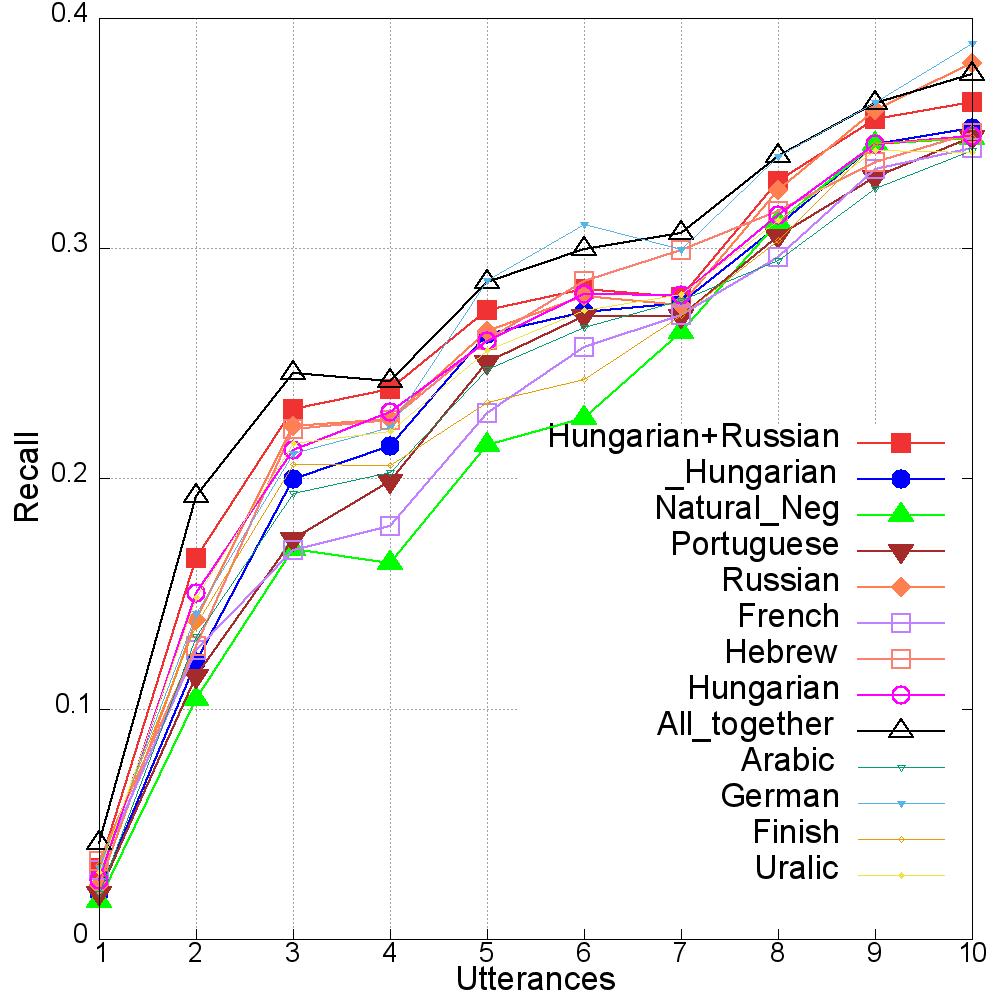 0.4
0.3
0.2
0.1
0
Recall
1 2 3 4 5 6 7 8 9 10
Utterances
Hungarian+Russian
_Hungarian
Natural_Neg
Portuguese
Russian
French
Hebrew
Hungarian
All_together
Arabic
German
Finish
Uralic